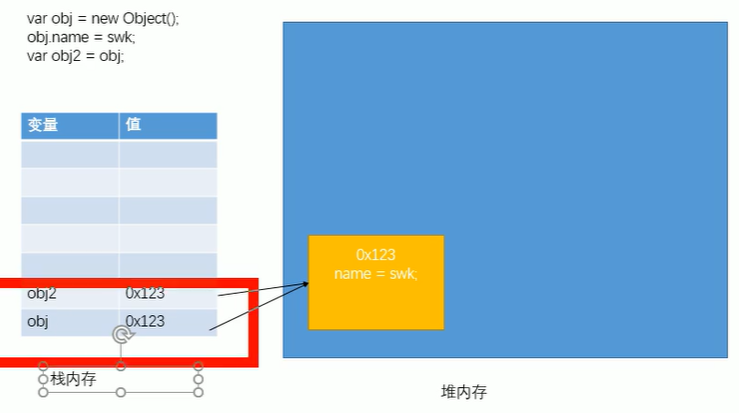 var obj = new Object();
obj.name = swk;
var obj2 = obj;
变量 值
obj2 0x123
obj 0x123
0x123
name = swk;
栈内存
堆内存